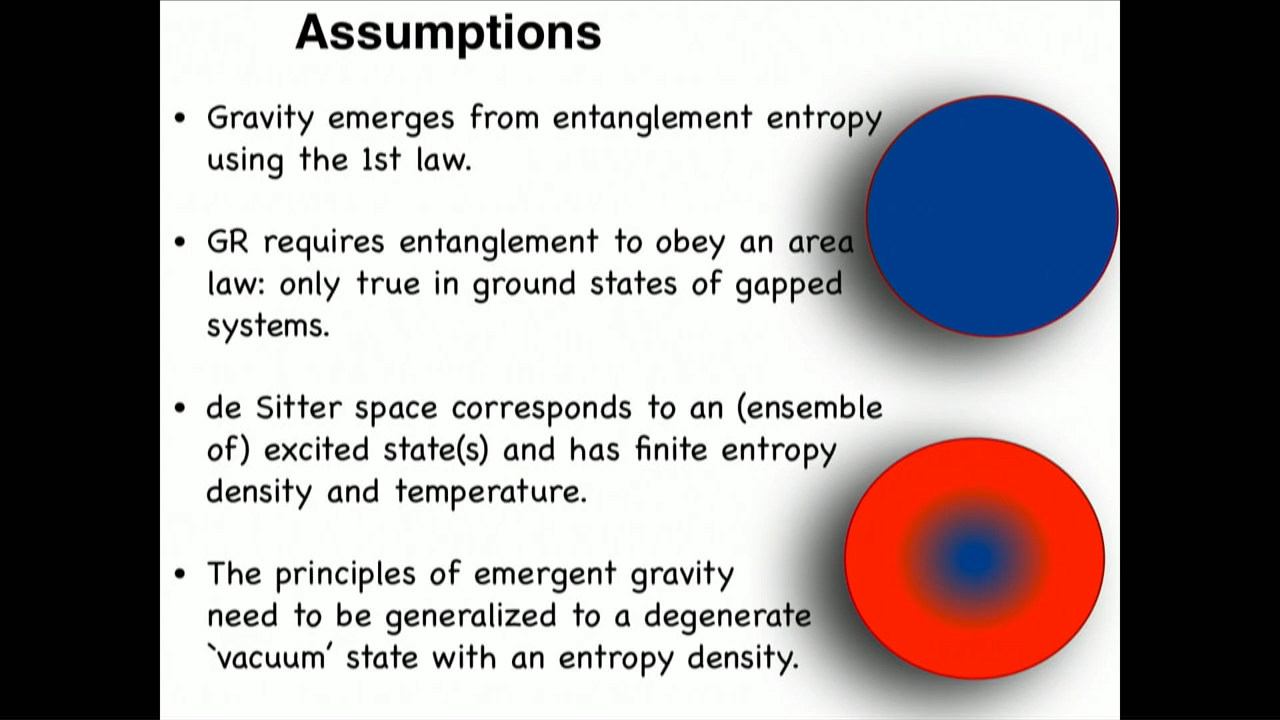 Assumptions
• Gravity emerges from entanglement entropy
using the 1st law.
• GR requires entanglement to obey an area
law: only true in ground states of gapped
systems.
• de Sitter space corresponds to an (ensemble
of) excited state(s) and has finite entropy
density and temperature.
• The principles of emergent gravity
need to be generalized to a degenerate
`vacuum’ state with an entropy density.